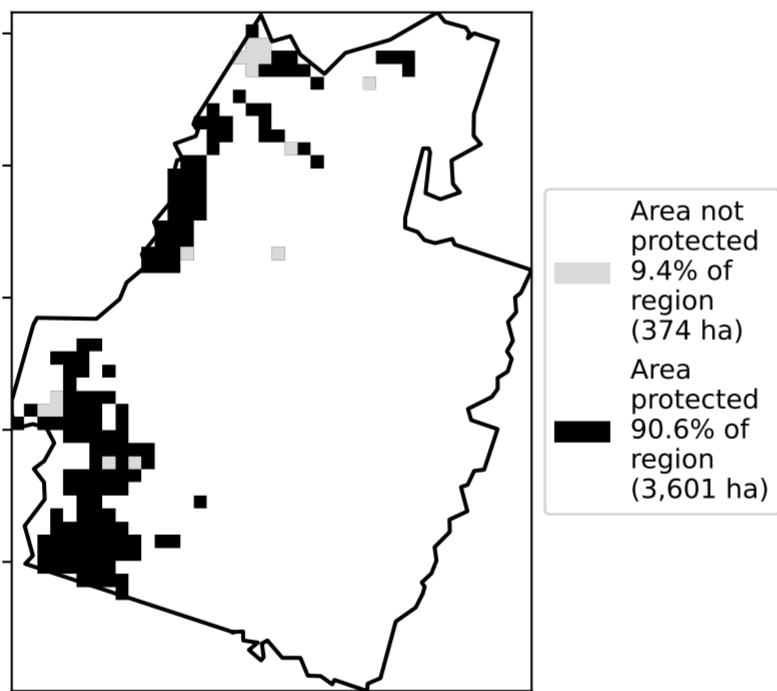 Area not
protected
9.4% of
region
(374 ha)
Area
protected
90.6% of
region
(3,601 ha)